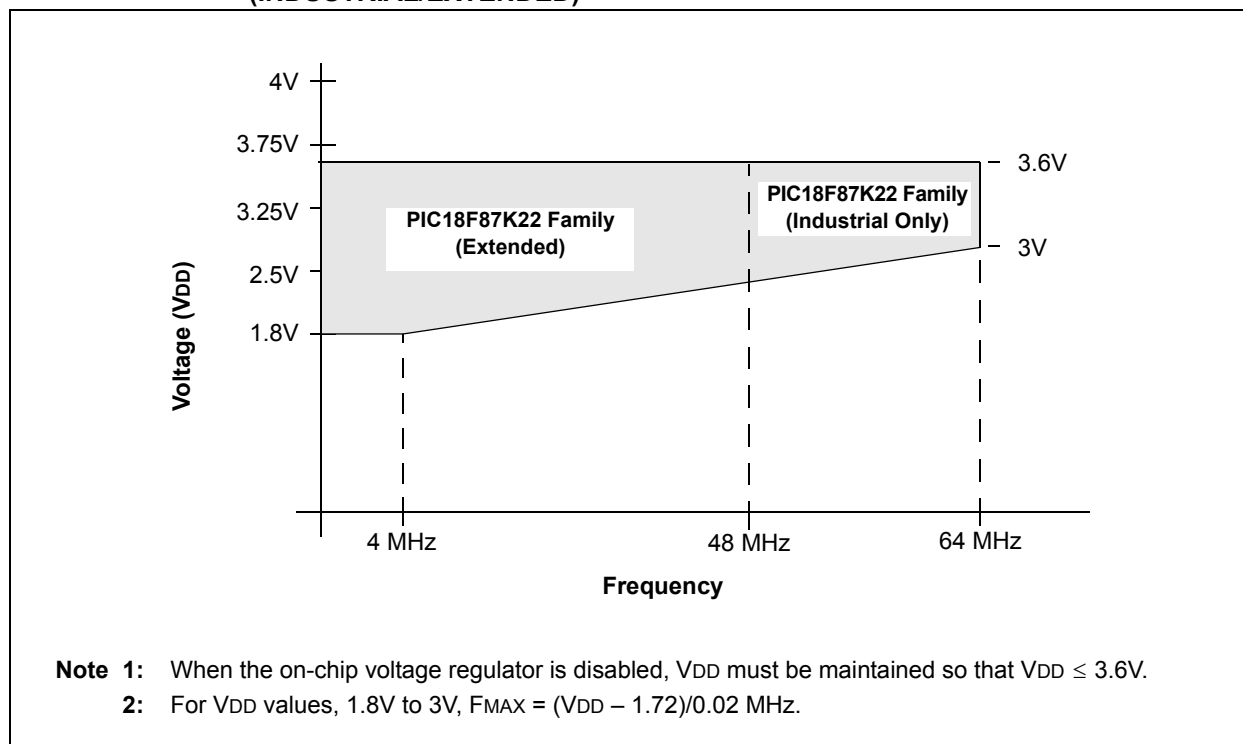 (INDUSTRIAL/EXTENDED)
4V
3.75V
3.6V
3.25V
PIC18F87K22 Family
(Extended)
PIC18F87K22 Family
(Industrial Only)
3V
2.5V
1.8V
Voltage (VDD)
4 MHz
48 MHz
64 MHz
Frequency
Note 1: When the on-chip voltage regulator is disabled, VDD must be maintained so that VDD ≤ 3.6V.
2: For VDD values, 1.8V to 3V, FMAX = (VDD – 1.72)/0.02 MHz.